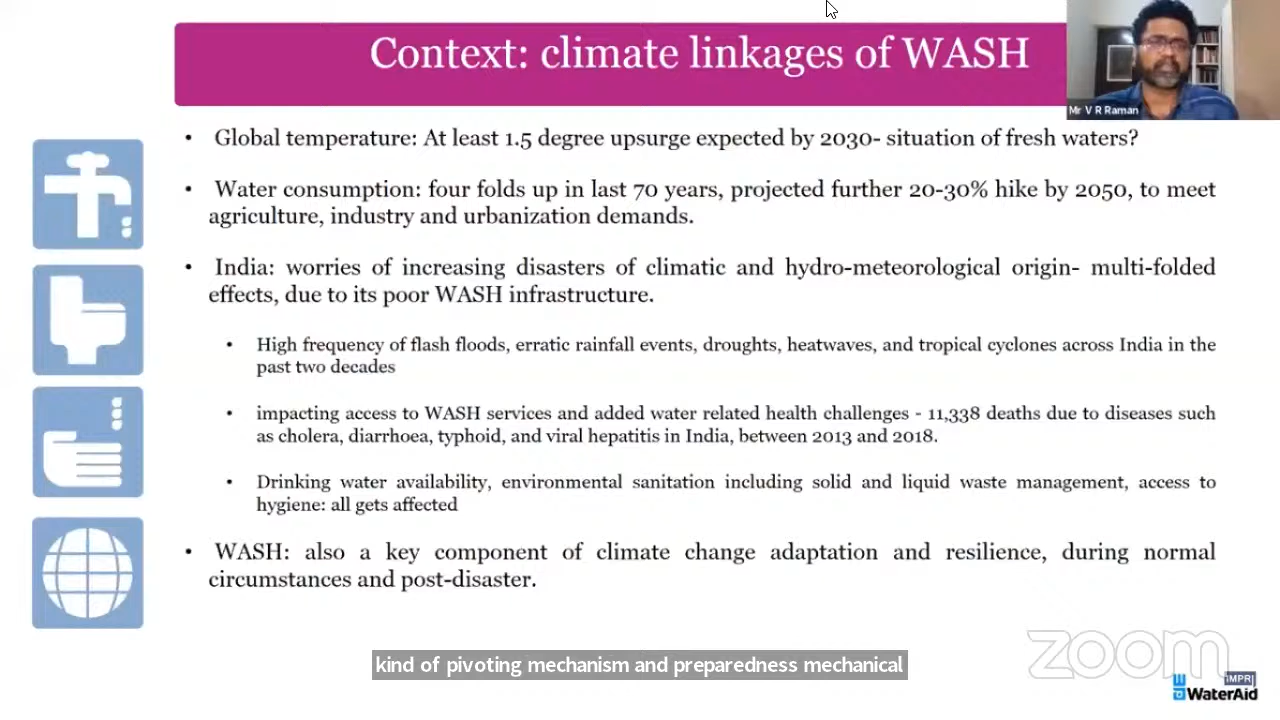 Context: climate linkages of WASH
Mr V R Raman
• Global temperature: At least 1.5 degree upsurge expected by 2030- situation of fresh waters?
• Water consumption: four folds up in last 70 years, projected further 20-30% hike by 2050, to meet
agriculture, industry and urbanization demands.
• India: worries of increasing disasters of climatic and hydro-meteorological origin- multi-folded
effects, due to its poor WASH infrastructure.
• High frequency of flash floods, erratic rainfall events, droughts, heatwaves, and tropical cyclones across India in the
past two decades
• impacting access to WASH services and added water related health challenges - 11,338 deaths due to diseases such
as cholera, diarrhoea, typhoid, and viral hepatitis in India, between 2013 and 2018.
• Drinking water availability, environmental sanitation including solid and liquid waste management, access to
hygiene: all gets affected
• WASH: also a key component of climate change adaptation and resilience, during normal
circumstances and post-disaster.
kind of pivoting mechanism and preparedness mechanical
zoom
IMPRI
WaterAid